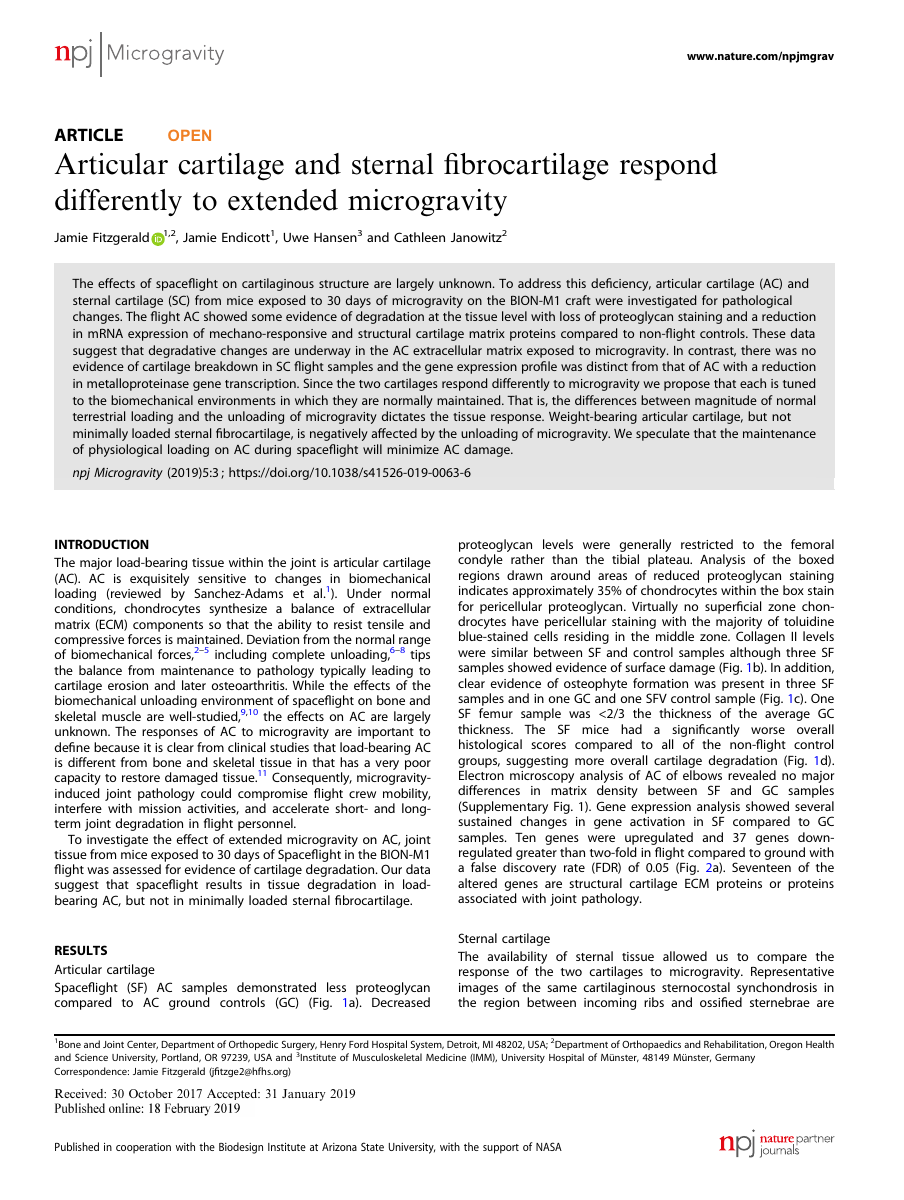 npj | Microgravity
www.nature.com/npjmgrav
ARTICLE OPEN
Articular cartilage and sternal fibrocartilage respond
differently to extended microgravity
Jamie Fitzgerald iD 1,2, Jamie Endicott1, Uwe Hansen3 and Cathleen Janowitz2
The effects of spaceflight on cartilaginous structure are largely unknown. To address this deficiency, articular cartilage (AC) and
sternal cartilage (SC) from mice exposed to 30 days of microgravity on the BION-M1 craft were investigated for pathological
changes. The flight AC showed some evidence of degradation at the tissue level with loss of proteoglycan staining and a reduction
in mRNA expression of mechano-responsive and structural cartilage matrix proteins compared to non-flight controls. These data
suggest that degradative changes are underway in the AC extracellular matrix exposed to microgravity. In contrast, there was no
evidence of cartilage breakdown in SC flight samples and the gene expression profile was distinct from that of AC with a reduction
in metalloproteinase gene transcription. Since the two cartilages respond differently to microgravity we propose that each is tuned
to the biomechanical environments in which they are normally maintained. That is, the differences between magnitude of normal
terrestrial loading and the unloading of microgravity dictates the tissue response. Weight-bearing articular cartilage, but not
minimally loaded sternal fibrocartilage, is negatively affected by the unloading of microgravity. We speculate that the maintenance
of physiological loading on AC during spaceflight will minimize AC damage.
npj Microgravity (2019)5:3 ; https://doi.org/10.1038/s41526-019-0063-6
INTRODUCTION
The major load-bearing tissue within the joint is articular cartilage
(AC). AC is exquisitely sensitive to changes in biomechanical
loading (reviewed by Sanchez-Adams et al.1). Under normal
conditions, chondrocytes synthesize a balance of extracellular
matrix (ECM) components so that the ability to resist tensile and
compressive forces is maintained. Deviation from the normal range
of biomechanical forces,2–5 including complete unloading,6–8 tips
the balance from maintenance to pathology typically leading to
cartilage erosion and later osteoarthritis. While the effects of the
biomechanical unloading environment of spaceflight on bone and
skeletal muscle are well-studied,9,10 the effects on AC are largely
unknown. The responses of AC to microgravity are important to
define because it is clear from clinical studies that load-bearing AC
is different from bone and skeletal tissue in that has a very poor
capacity to restore damaged tissue.11 Consequently, microgravity-
induced joint pathology could compromise flight crew mobility,
interfere with mission activities, and accelerate short- and long-
term joint degradation in flight personnel.
To investigate the effect of extended microgravity on AC, joint
tissue from mice exposed to 30 days of Spaceflight in the BION-M1
flight was assessed for evidence of cartilage degradation. Our data
suggest that spaceflight results in tissue degradation in load-
bearing AC, but not in minimally loaded sternal fibrocartilage.
RESULTS
Articular cartilage
Spaceflight (SF) AC samples demonstrated less proteoglycan
compared to AC ground controls (GC) (Fig. 1a). Decreased
proteoglycan levels were generally restricted to the femoral
condyle rather than the tibial plateau. Analysis of the boxed
regions drawn around areas of reduced proteoglycan staining
indicates approximately 35% of chondrocytes within the box stain
for pericellular proteoglycan. Virtually no superficial zone chon-
drocytes have pericellular staining with the majority of toluidine
blue-stained cells residing in the middle zone. Collagen II levels
were similar between SF and control samples although three SF
samples showed evidence of surface damage (Fig. 1b). In addition,
clear evidence of osteophyte formation was present in three SF
samples and in one GC and one SFV control sample (Fig. 1c). One
SF femur sample was <2/3 the thickness of the average GC
thickness. The SF mice had a significantly worse overall
histological scores compared to all of the non-flight control
groups, suggesting more overall cartilage degradation (Fig. 1d).
Electron microscopy analysis of AC of elbows revealed no major
differences in matrix density between SF and GC samples
(Supplementary Fig. 1). Gene expression analysis showed several
sustained changes in gene activation in SF compared to GC
samples. Ten genes were upregulated and 37 genes down-
regulated greater than two-fold in flight compared to ground with
a false discovery rate (FDR) of 0.05 (Fig. 2a). Seventeen of the
altered genes are structural cartilage ECM proteins or proteins
associated with joint pathology.
Sternal cartilage
The availability of sternal tissue allowed us to compare the
response of the two cartilages to microgravity. Representative
images of the same cartilaginous sternocostal synchondrosis in
the region between incoming ribs and ossified sternebrae are
1Bone and Joint Center, Department of Orthopedic Surgery, Henry Ford Hospital System, Detroit, MI 48202, USA; 2Department of Orthopaedics and Rehabilitation, Oregon Health
and Science University, Portland, OR 97239, USA and 3Institute of Musculoskeletal Medicine (IMM), University Hospital of Münster, 48149 Münster, Germany
Correspondence: Jamie Fitzgerald (jfitzge2@hfhs.org)
Received: 30 October 2017 Accepted: 31 January 2019
Published online: 18 February 2019
Published in cooperation with the Biodesign Institute at Arizona State University, with the support of NASA
npj nature partner
journals